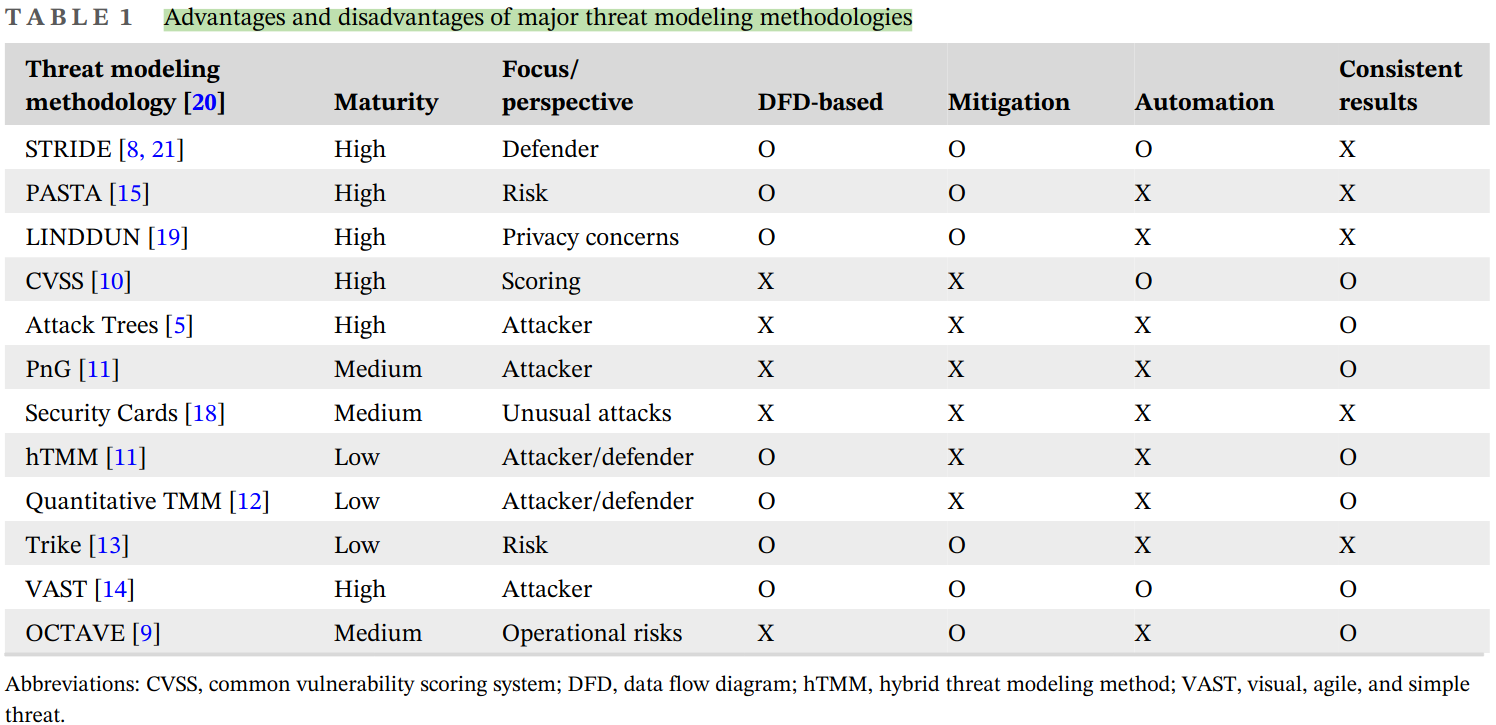 TABLE 1 Advantages and disadvantages of major threat modeling methodologies
Threat modeling methodology [20] Maturity Focus/perspective DFD-based Mitigation Automation Consistent results
STRIDE [8, 21] High Defender O O O X
PASTA [15] High Risk O O X X
LINDDUN [19] High Privacy concerns O O X X
CVSS [10] High Scoring X X O O
Attack Trees [5] High Attacker X X X O
PnG [11] Medium Attacker X X X O
Security Cards [18] Medium Unusual attacks X X X X
hTMM [11] Low Attacker/defender O X X O
Quantitative TMM [12] Low Attacker/defender O X X O
Trike [13] Low Risk O O X X
VAST [14] High Attacker O O O O
OCTAVE [9] Medium Operational risks X O X O
Abbreviations: CVSS, common vulnerability scoring system; DFD, data flow diagram; hTMM, hybrid threat modeling method; VAST, visual, agile, and simple
threat.